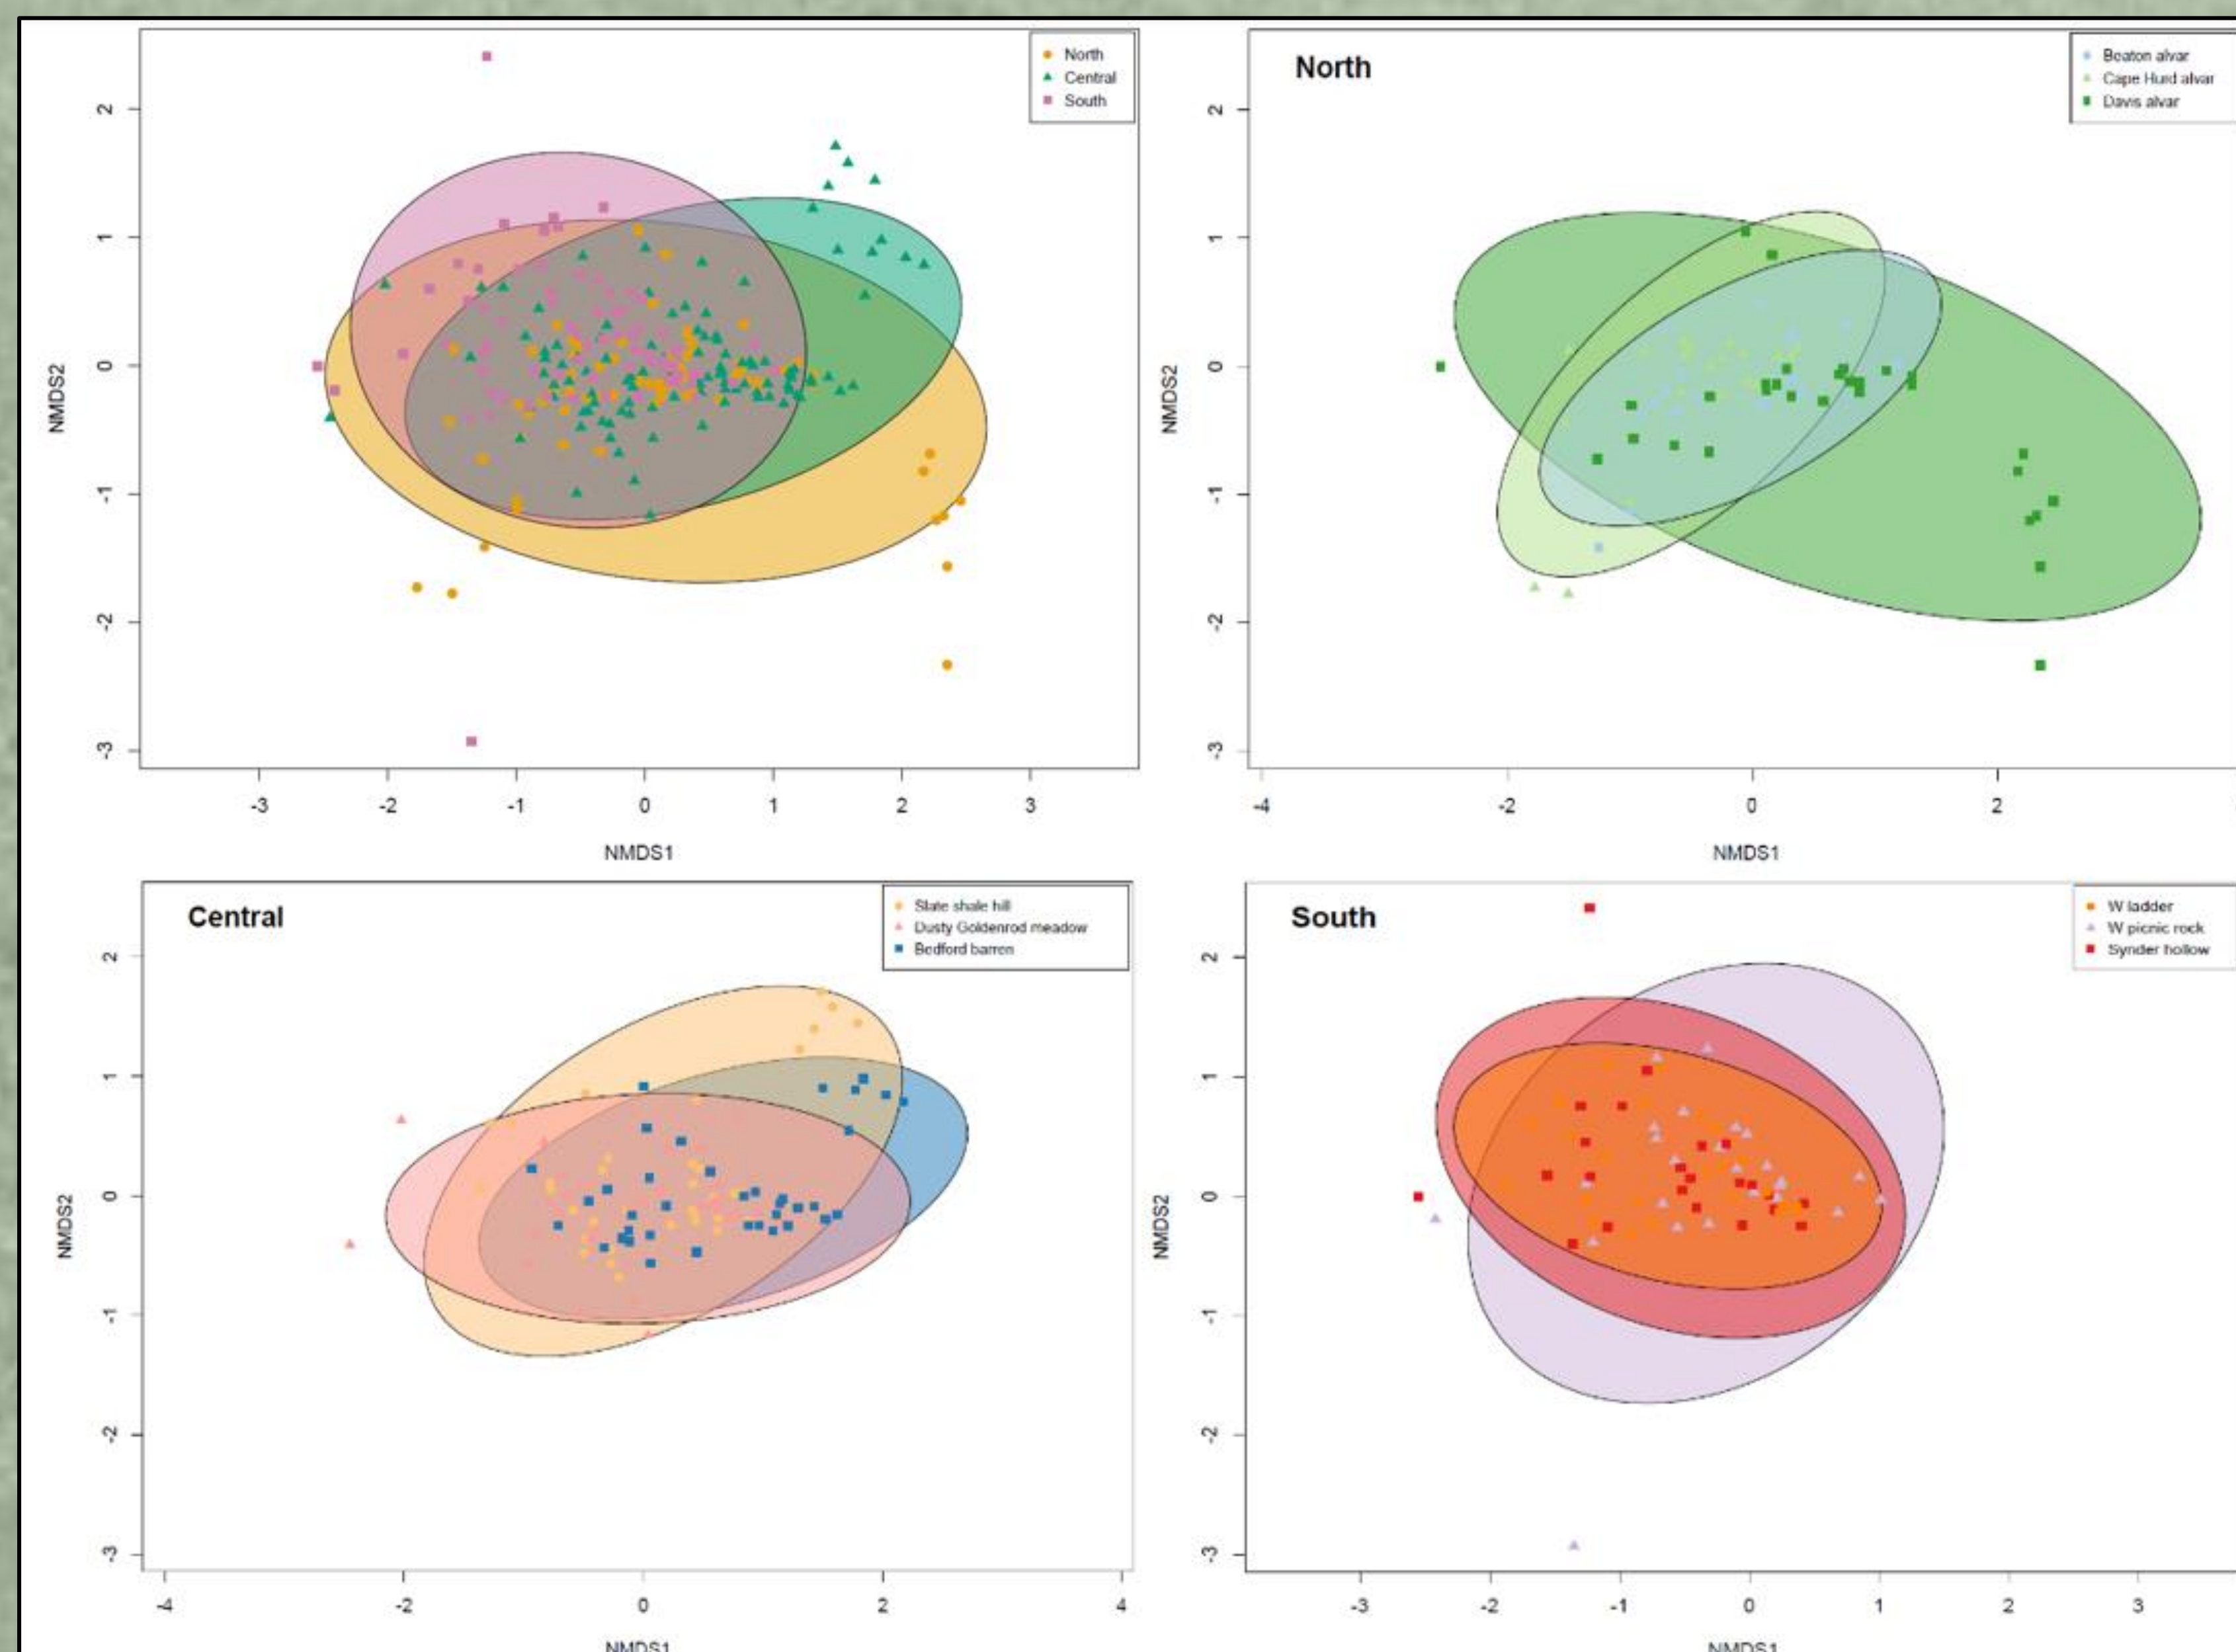 North
Central
South
2
1
0
-1
-2
-3
NMDS2
-3 -2 -1 0 1 2 3
NMDS1
North
Beaton alvar
Cape Hurd alvar
Davis alvar
2
1
0
-1
-2
-3
NMDS2
-4 -2 0 2
NMDS1
Central
Slate shale hill
Dusty Goldenrod meadow
Bedford barren
2
1
0
-1
-2
-3
NMDS2
-4 -2 0 2 4
NMDS1
South
W ladder
W picnic rock
Synder hollow
2
1
0
-1
-2
-3
NMDS2
-3 -2 -1 0 1 2 3
NMDS1